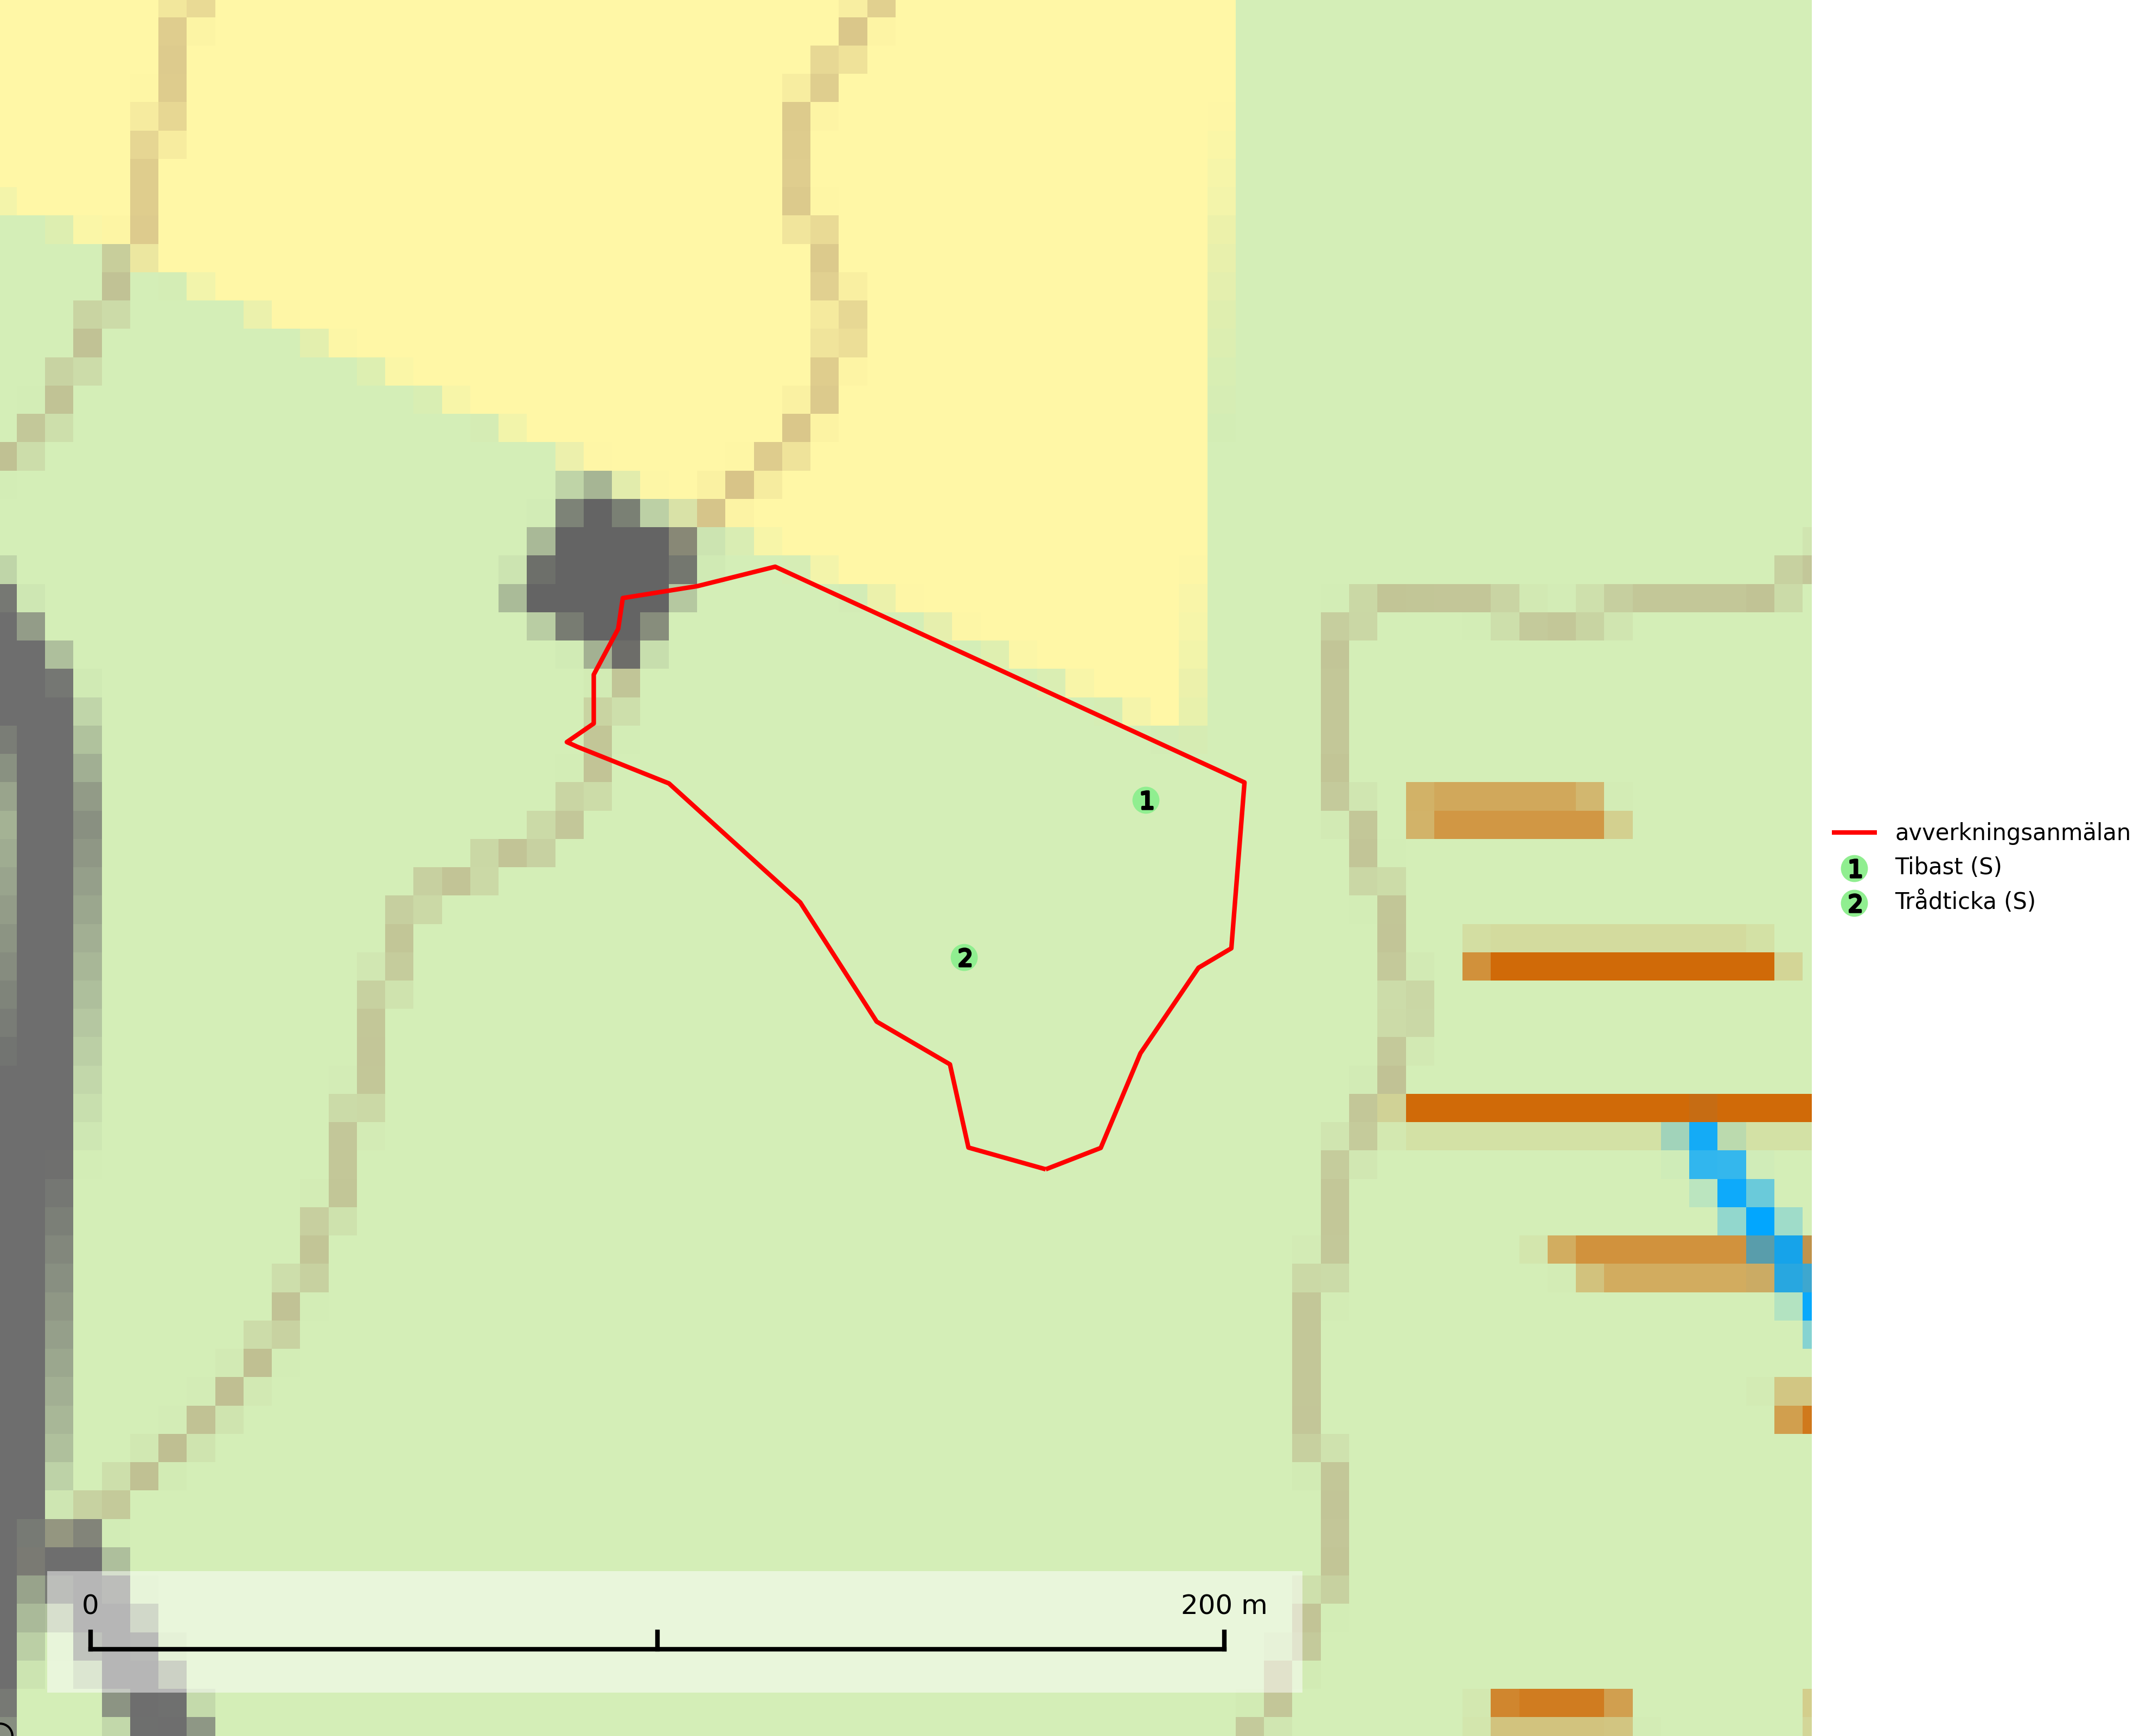 1
2
avverkningsanmälan
1 Tibast (S)
2 Trådticka (S)
0 200 m